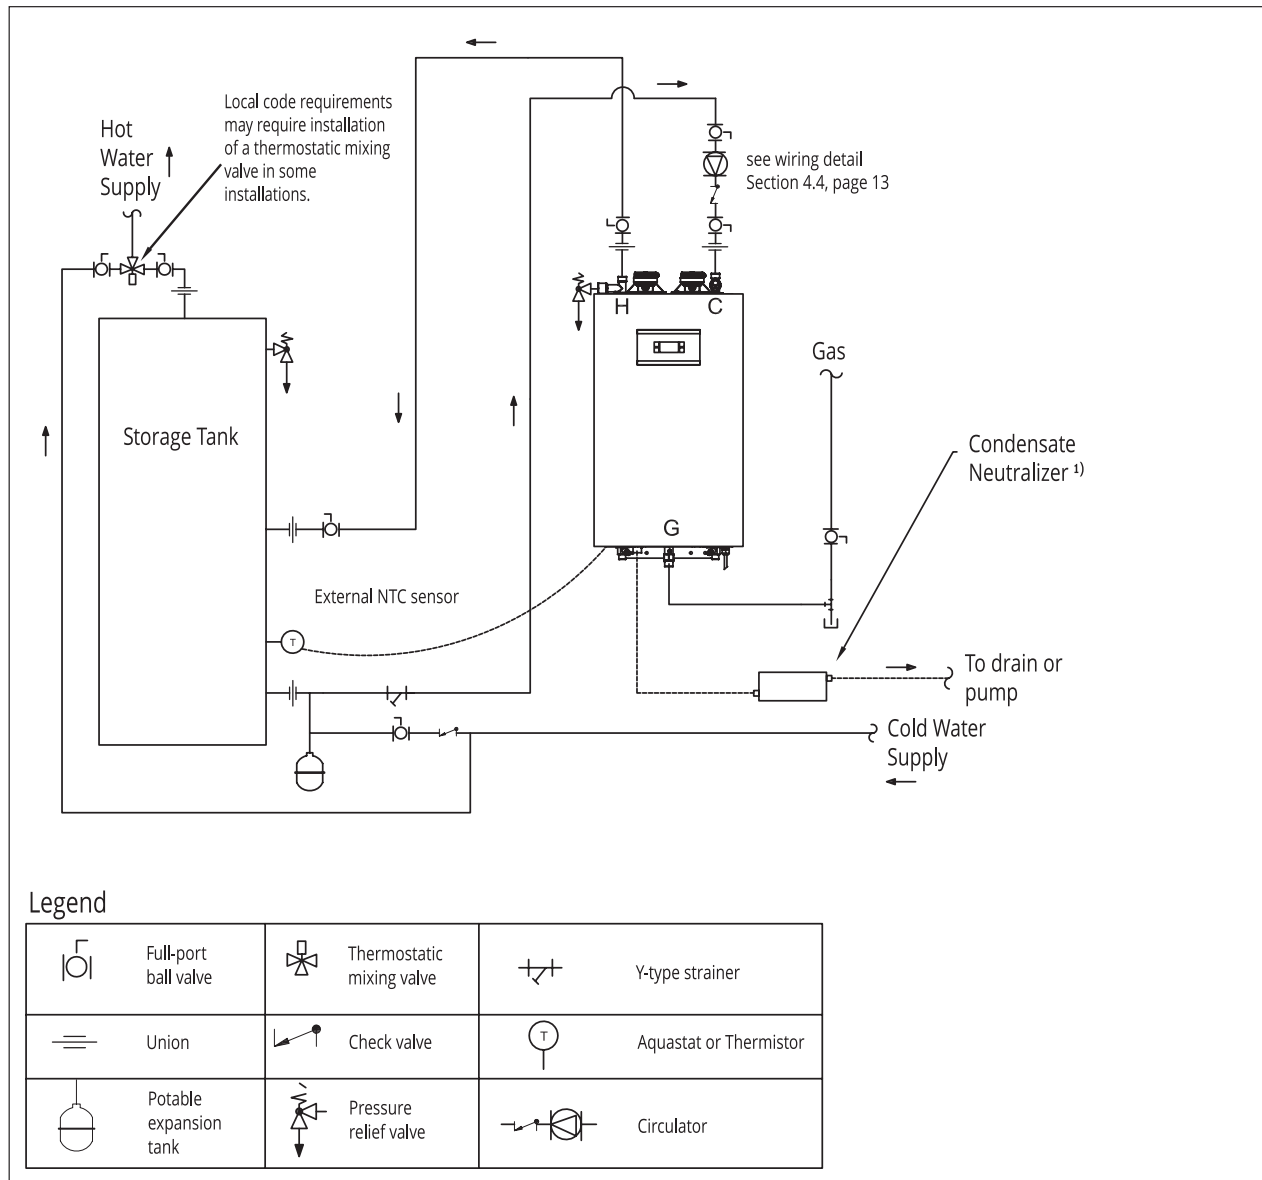 Local code requirements
may require installation
of a thermostatic mixing
valve in some
installations.
Hot
Water
Supply
see wiring detail
Section 4.4, page 13
H
C
Gas
Storage Tank
Condensate
Neutralizer ¹⁾
G
External NTC sensor
T
To drain or
pump
Cold Water
Supply
Legend
Full-port
ball valve
Thermostatic
mixing valve
Y-type strainer
Union
Check valve
T
Aquastat or Thermistor
Potable
expansion
tank
Pressure
relief valve
Circulator